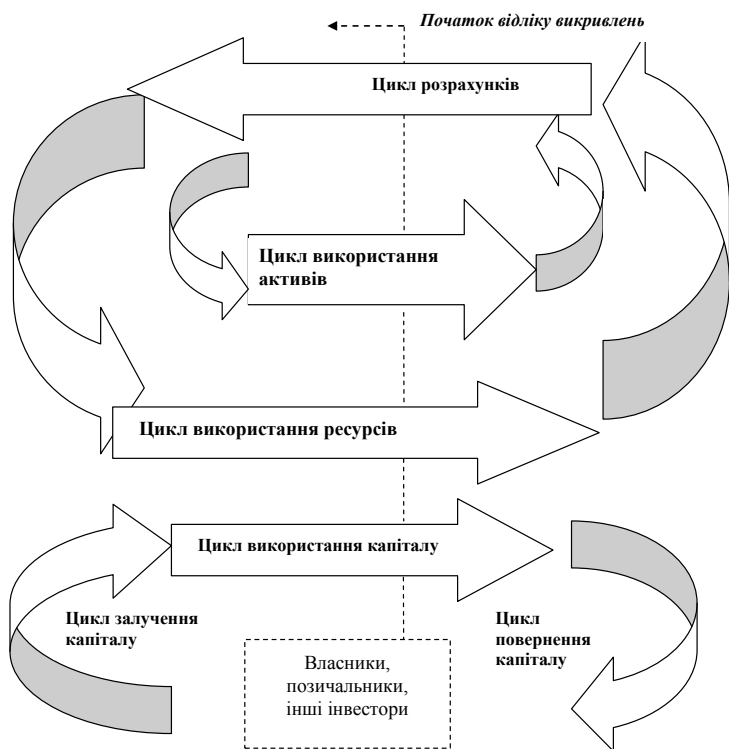 Початок відліку викривлень
Цикл розрахунків
Цикл використання
активів
Цикл використання ресурсів
Цикл використання капіталу
Цикл залучення
капіталу
Цикл
повернення
капіталу
Власники,
позичальники,
інші інвестори